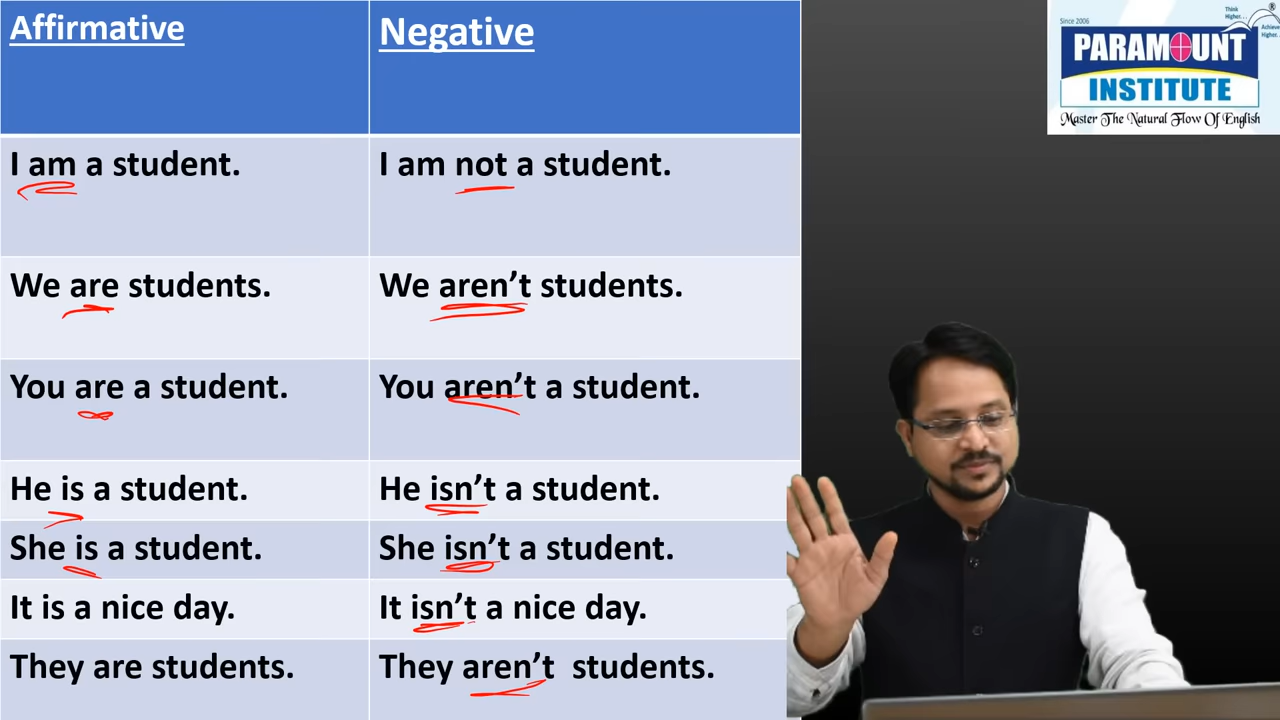 Affirmative Negative
I am a student. I am not a student.
We are students. We aren't students.
You are a student. You aren't a student.
He is a student. He isn't a student.
She is a student. She isn't a student.
It is a nice day. It isn't a nice day.
They are students. They aren't  students.
Since 2006
Think
Higher. . .
®
Achieve
Higher. .
PARAMOUNT
INSTITUTE
Master The Natural Flow Of English